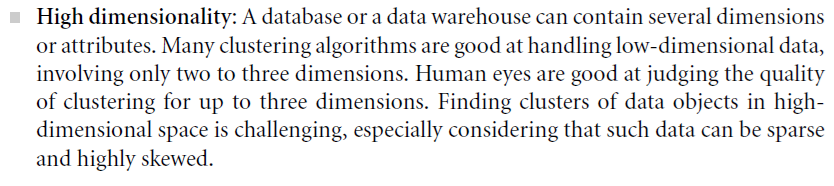 High dimensionality: A database or a data warehouse can contain several dimensions
or attributes. Many clustering algorithms are good at handling low-dimensional data,
involving only two to three dimensions. Human eyes are good at judging the quality
of clustering for up to three dimensions. Finding clusters of data objects in high-
dimensional space is challenging, especially considering that such data can be sparse
and highly skewed.